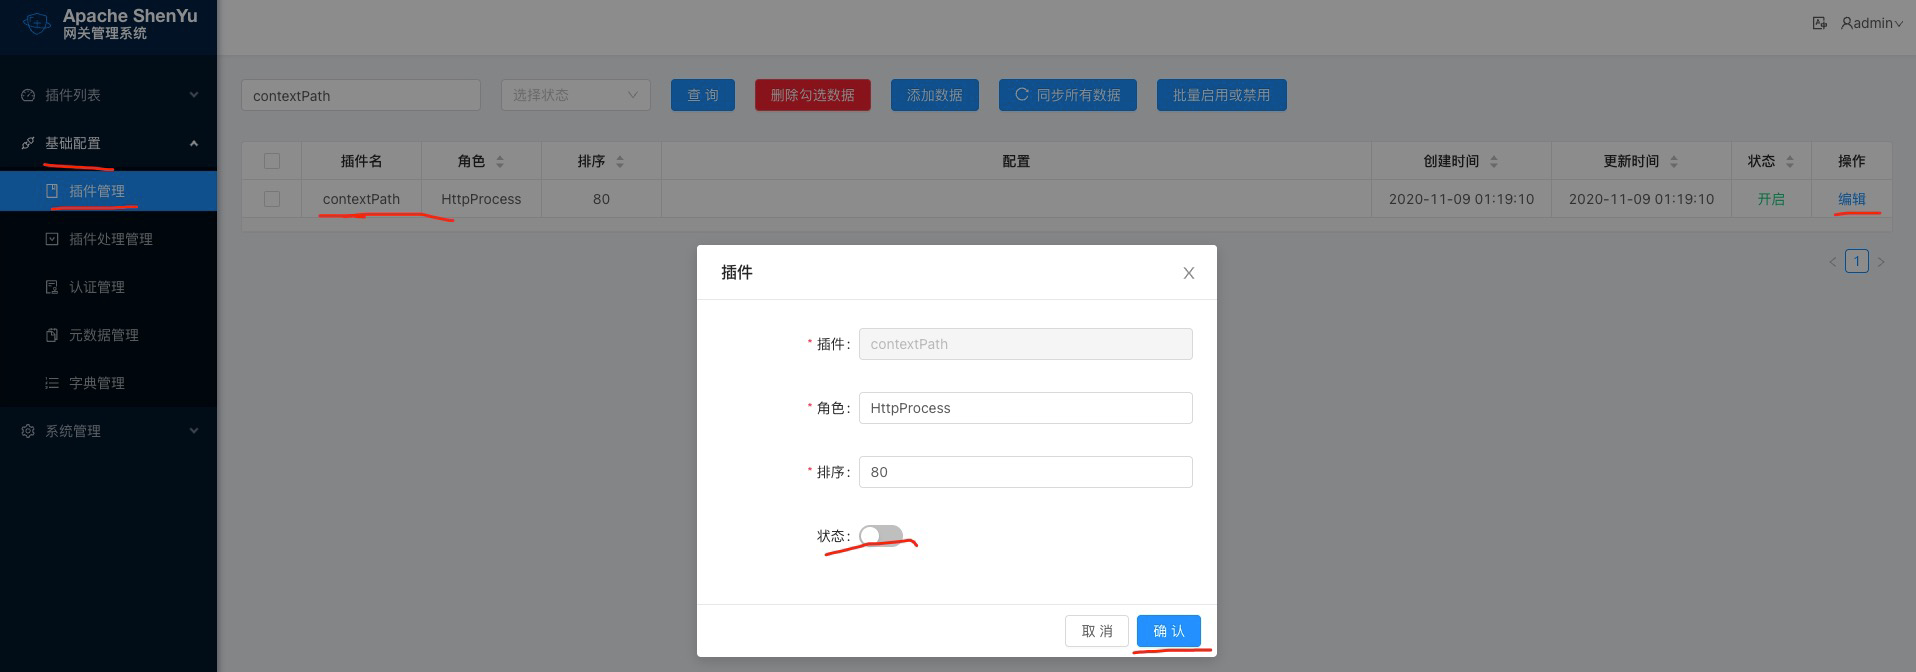 Apache ShenYu
网关管理系统
admin
插件列表
基础配置
插件管理
插件处理管理
认证管理
元数据管理
字典管理
系统管理
contextPath 选择状态 查 询 删除勾选数据 添加数据 同步所有数据 批量启用或禁用
插件名 角色 排序 配置 创建时间 更新时间 状态 操作
contextPath HttpProcess 80 2020-11-09 01:19:10 2020-11-09 01:19:10 开启 编辑
< 1 >
插件 X
* 插件: contextPath
* 角色: HttpProcess
* 排序: 80
状态:
取 消 确 认